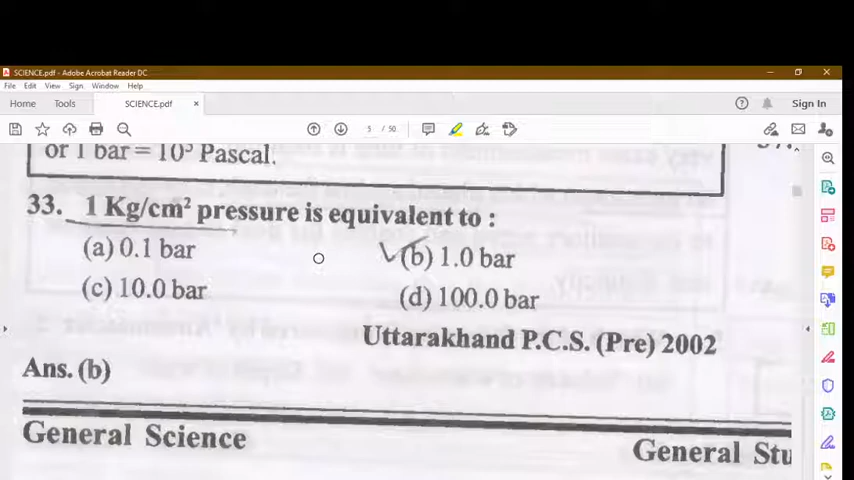 SCIENCE.pdf - Adobe Acrobat Reader DC
File Edit View Sign Window Help
Home Tools SCIENCE.pdf × Sign In
5 / 50
or 1 bar = 10⁵ Pascal.
33. 1 Kg/cm² pressure is equivalent to :
(a) 0.1 bar (b) 1.0 bar
(c) 10.0 bar (d) 100.0 bar
Uttarakhand P.C.S. (Pre) 2002
Ans. (b)
General Science General Stu